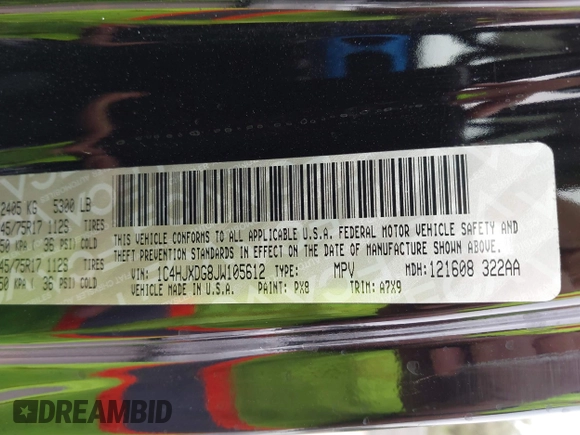 2405 KG 5300 LB
45/75R17 112S TIRES
50 KPA ( 36 PSI) COLD
45/75R17 112S TIRES
50 KPA ( 36 PSI) COLD
THIS VEHICLE CONFORMS TO ALL APPLICABLE U.S.A. FEDERAL MOTOR VEHICLE SAFETY AND
THEFT PREVENTION STANDARDS IN EFFECT ON THE DATE OF MANUFACTURE SHOWN ABOVE.
VIN: 1C4HJXDG8JW105612 TYPE: MPV MDH: 121608 322AA
VEHICLE MADE IN U.S.A. PAINT: PX8 TRIM: A7X9
DREAMBID